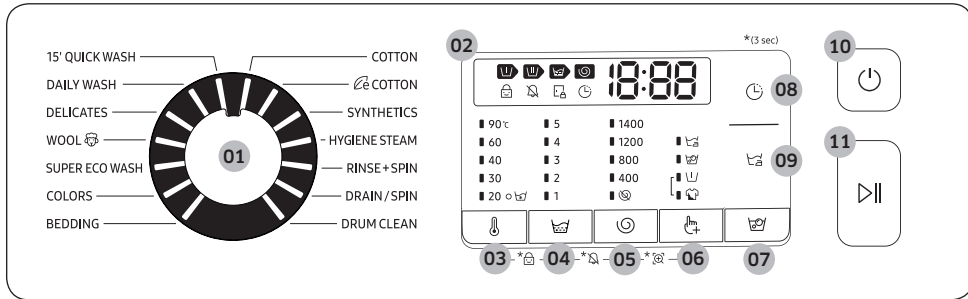 15' QUICK WASH
DAILY WASH
DELICATES
WOOL
SUPER ECO WASH
COLORS
BEDDING
01
COTTON
e COTTON
SYNTHETICS
HYGIENE STEAM
RINSE+SPIN
DRAIN/SPIN
DRUM CLEAN
02
*(3 sec)
18:88
90℃ 5 1400
60 4 1200
40 3 800
30 2 400
20 1
08
09
03 * 04 * 05 * 06 07
10
11